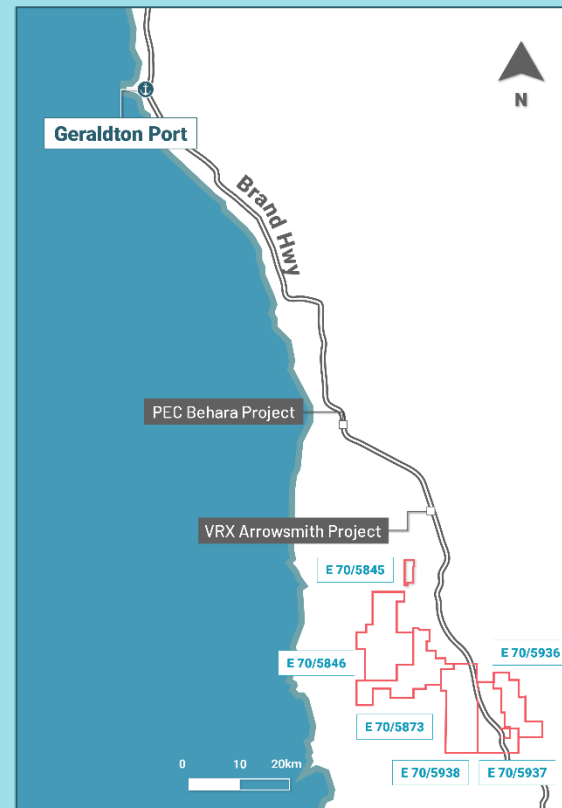 N
Geraldton Port
Brand Hwy
PEC Behara Project
VRX Arrowsmith Project
E 70/5845
E 70/5936
E 70/5846
E 70/5873
0 10 20km
E 70/5938 E 70/5937